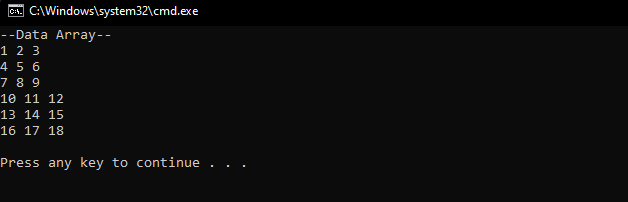 C:\Windows\system32\cmd.exe
--Data Array--
1 2 3
4 5 6
7 8 9
10 11 12
13 14 15
16 17 18
Press any key to continue . . .